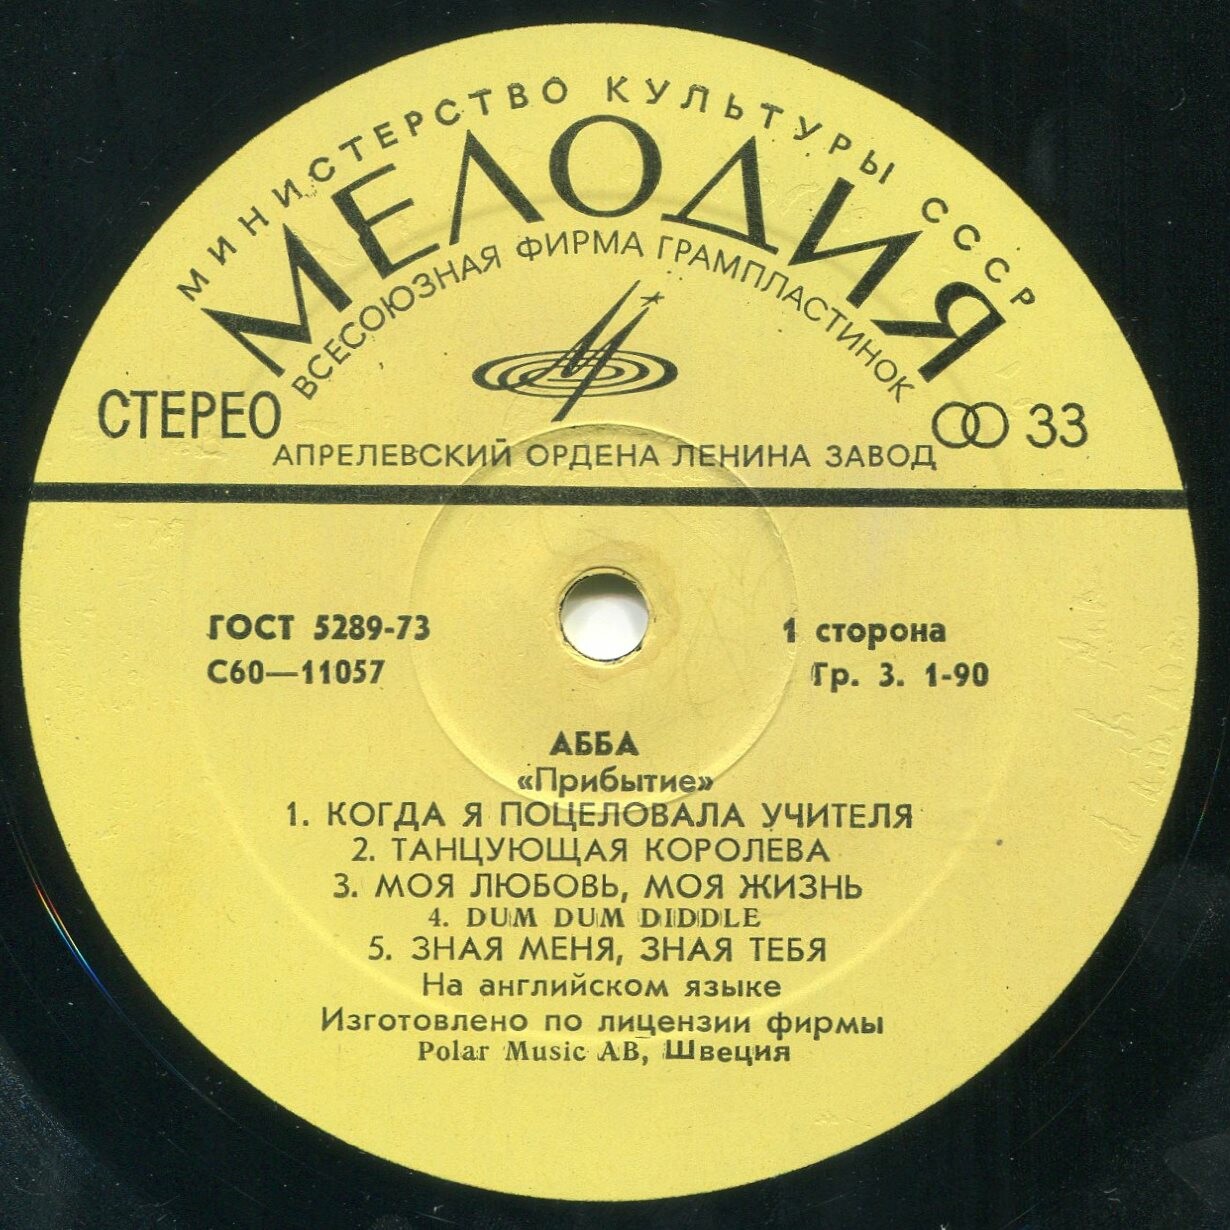 МИНИСТЕРСТВО КУЛЬТУРЫ СССР
МЕЛОДИЯ
ВСЕСОЮЗНАЯ ФИРМА ГРАМПЛАСТИНОК
СТЕРЕО
33
АПРЕЛЕВСКИЙ ОРДЕНА ЛЕНИНА ЗАВОД
ГОСТ 5289-73
1 сторона
С60—11057
Гр. 3. 1-90
АББА
«Прибытие»
1. КОГДА Я ПОЦЕЛОВАЛА УЧИТЕЛЯ
2. ТАНЦУЮЩАЯ КОРОЛЕВА
3. МОЯ ЛЮБОВЬ, МОЯ ЖИЗНЬ
4. DUM DUM DIDDLE
5. ЗНАЯ МЕНЯ, ЗНАЯ ТЕБЯ
На английском языке
Изготовлено по лицензии фирмы
Polar Music AB, Швеция